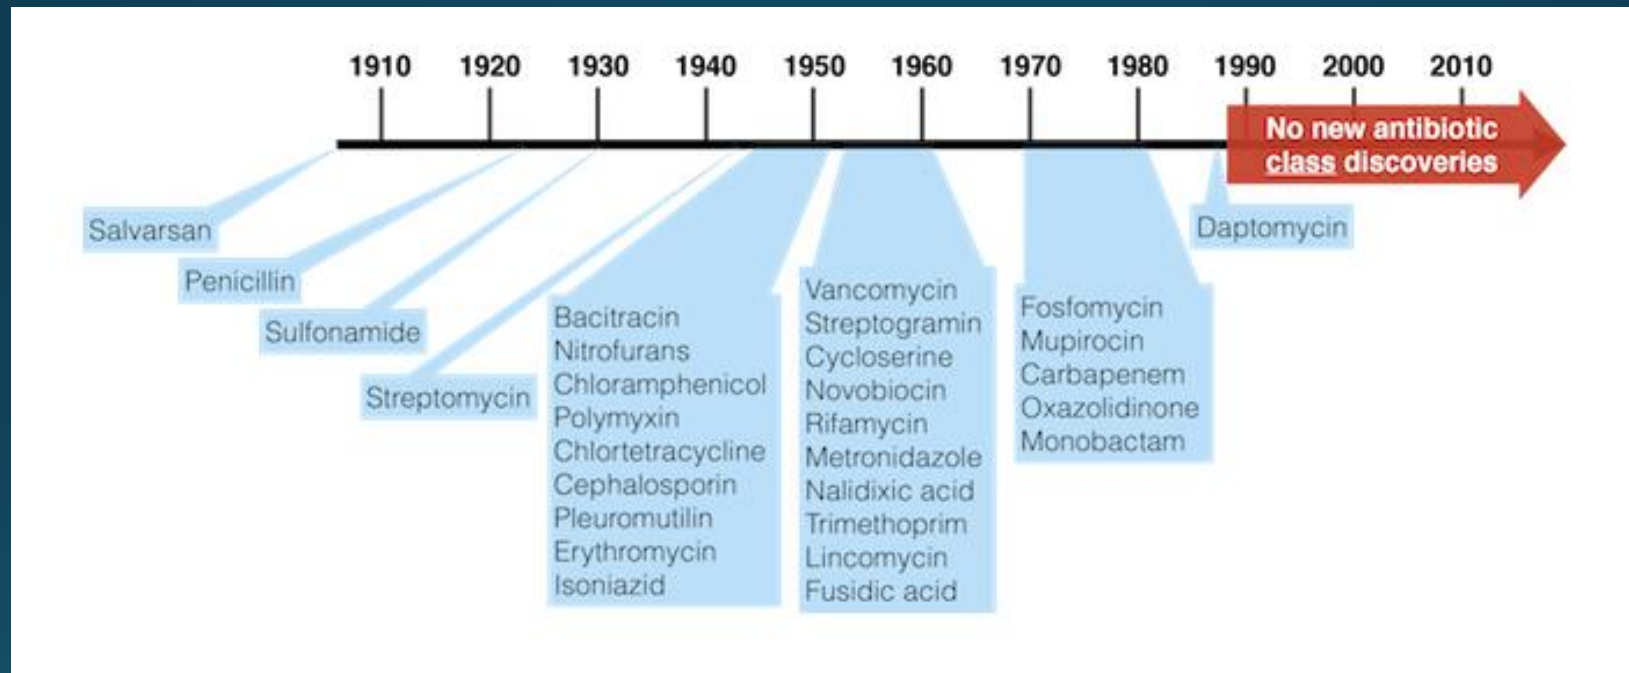 1910 1920 1930 1940 1950 1960 1970 1980 1990 2000 2010
No new antibiotic
class discoveries
Salvarsan
Penicillin
Sulfonamide
Streptomycin
Bacitracin
Nitrofurans
Chloramphenicol
Polymyxin
Chlortetracycline
Cephalosporin
Pleuromutilin
Erythromycin
Isoniazid
Vancomycin
Streptogramin
Cycloserine
Novobiocin
Rifamycin
Metronidazole
Nalidixic acid
Trimethoprim
Lincomycin
Fusidic acid
Fosfomycin
Mupirocin
Carbapenem
Oxazolidinone
Monobactam
Daptomycin